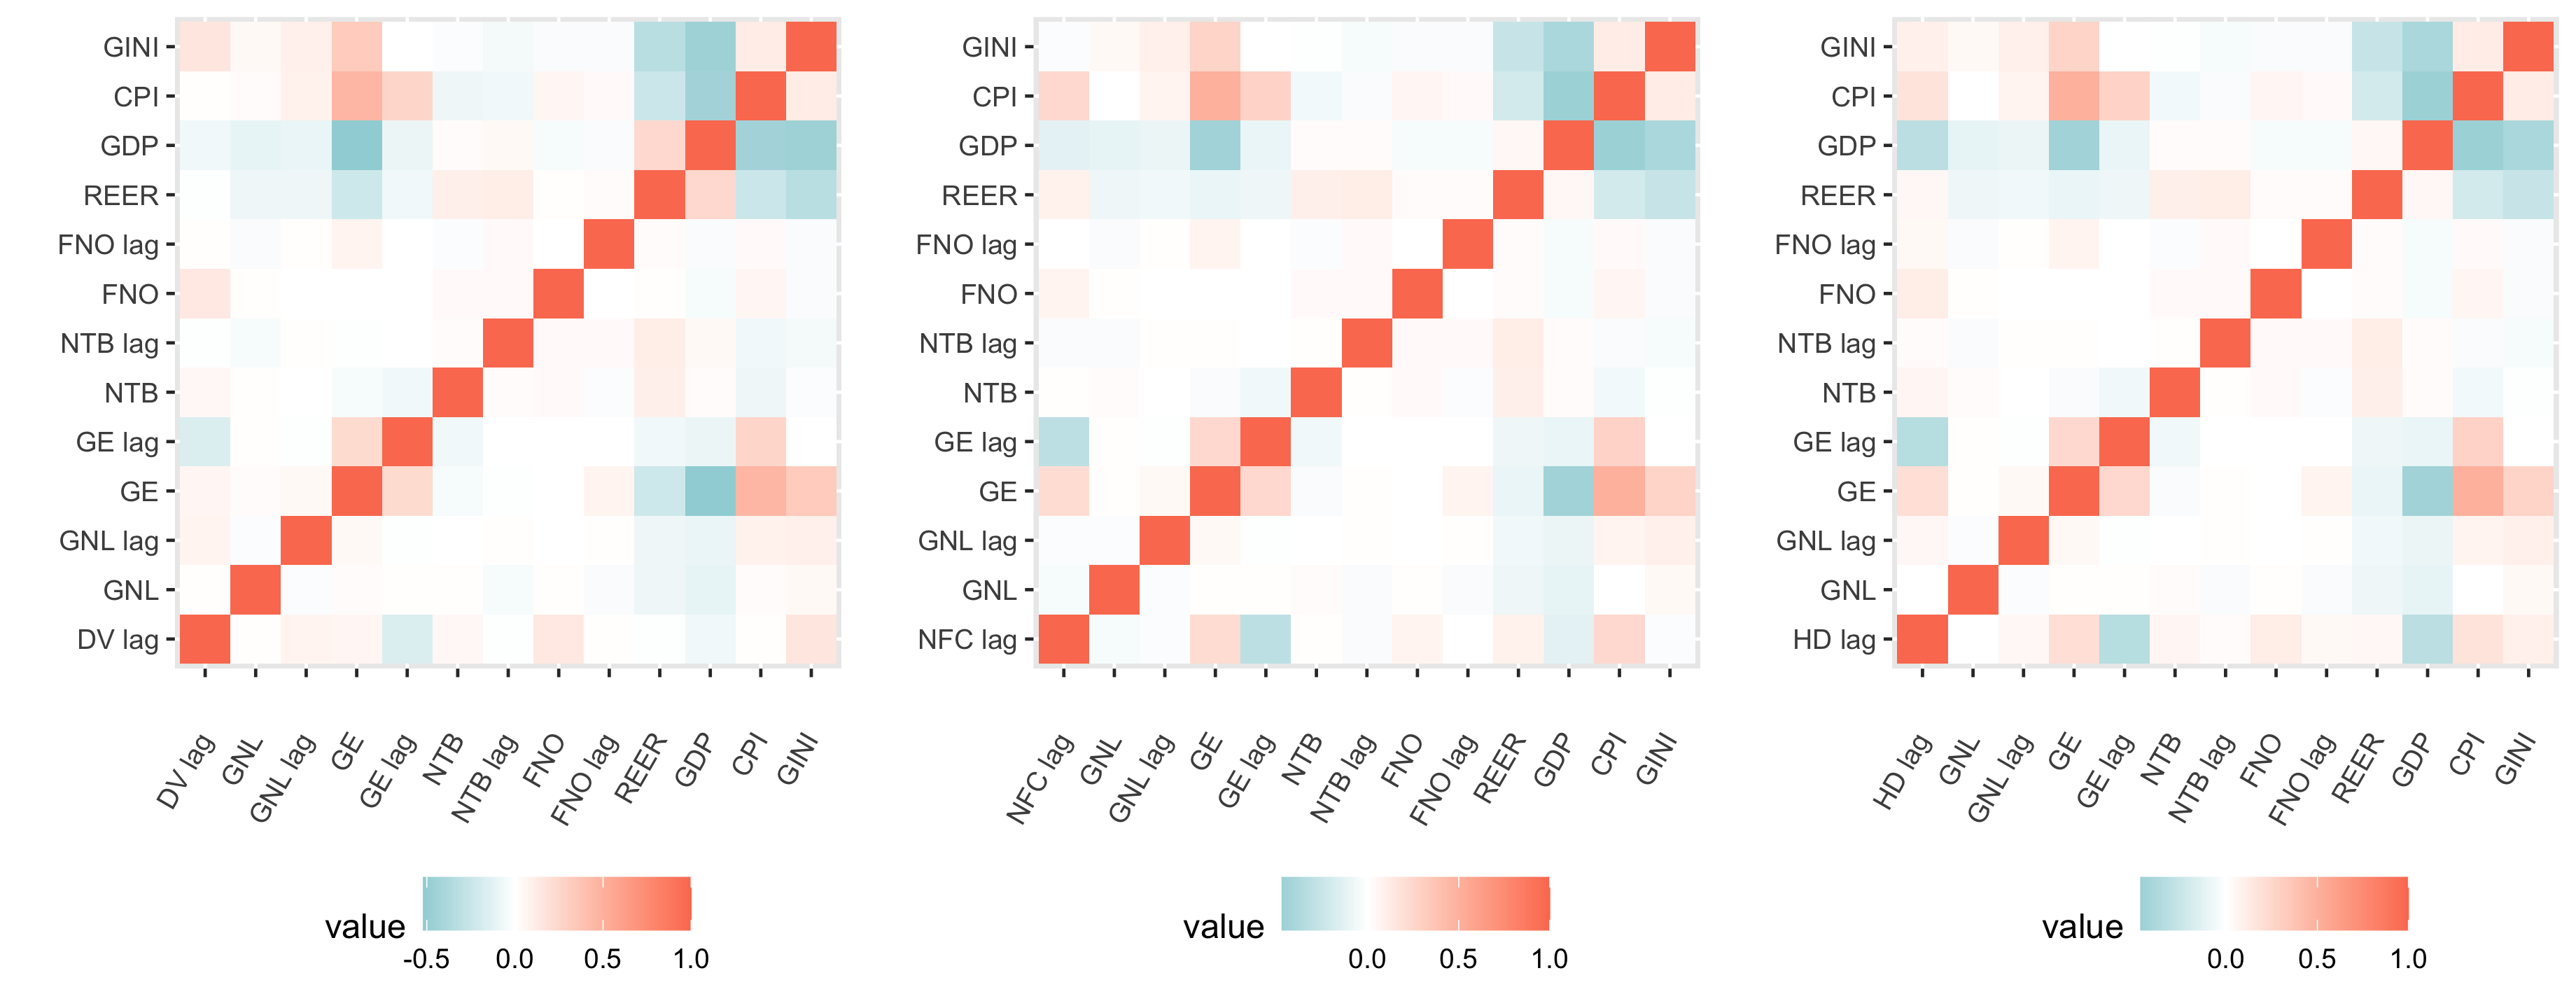 GINI
CPI
GDP
REER
FNO lag
FNO
NTB lag
NTB
GE lag
GE
GNL lag
GNL
DV lag
DV lag
GNL
GNL lag
GE
GE lag
NTB
NTB lag
FNO
FNO lag
REER
GDP
CPI
GINI
value
-0.5 0.0 0.5 1.0
GINI
CPI
GDP
REER
FNO lag
FNO
NTB lag
NTB
GE lag
GE
GNL lag
GNL
NFC lag
NFC lag
GNL
GNL lag
GE
GE lag
NTB
NTB lag
FNO
FNO lag
REER
GDP
CPI
GINI
value
0.0 0.5 1.0
GINI
CPI
GDP
REER
FNO lag
FNO
NTB lag
NTB
GE lag
GE
GNL lag
GNL
HD lag
HD lag
GNL
GNL lag
GE
GE lag
NTB
NTB lag
FNO
FNO lag
REER
GDP
CPI
GINI
value
0.0 0.5 1.0